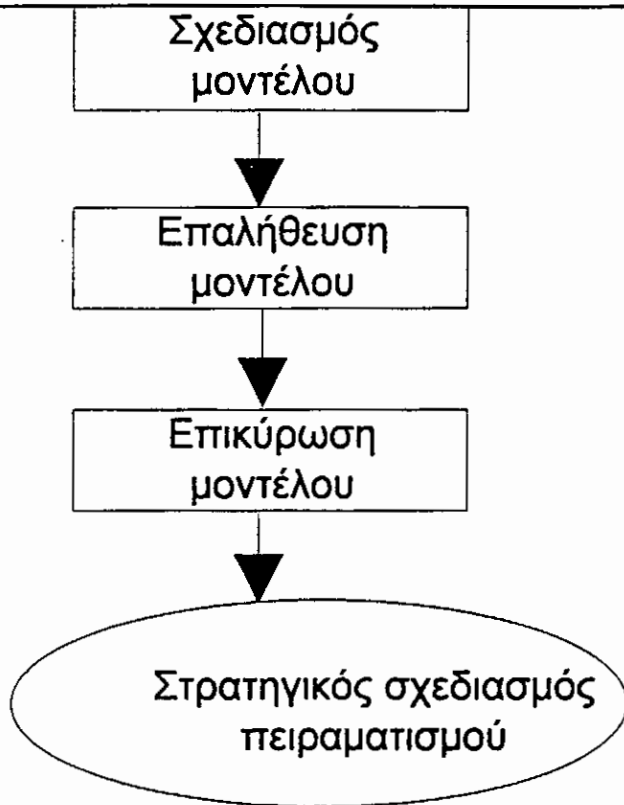 Σχεδιασμός
μοντέλου
Επαλήθευση
μοντέλου
Επικύρωση
μοντέλου
Στρατηγικός σχεδιασμός
πειραματισμού